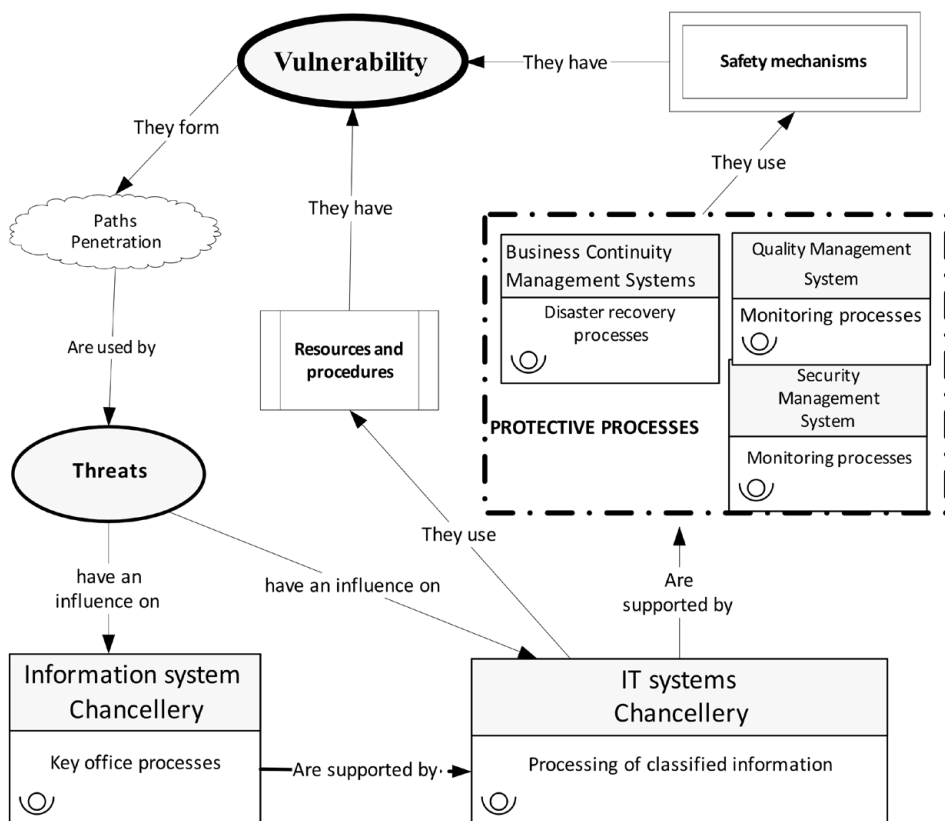 Vulnerability
They have
Safety mechanisms
They form
They use
Paths
Penetration
They have
Business Continuity
Management Systems
Disaster recovery
processes
Quality Management
System
Monitoring processes
Are used by
Resources and
procedures
Security
Management
System
Monitoring processes
PROTECTIVE PROCESSES
Threats
They use
have an
influence on
have an influence on
Are
supported by
Information system
Chancellery
Key office processes
Are supported by
IT systems
Chancellery
Processing of classified information